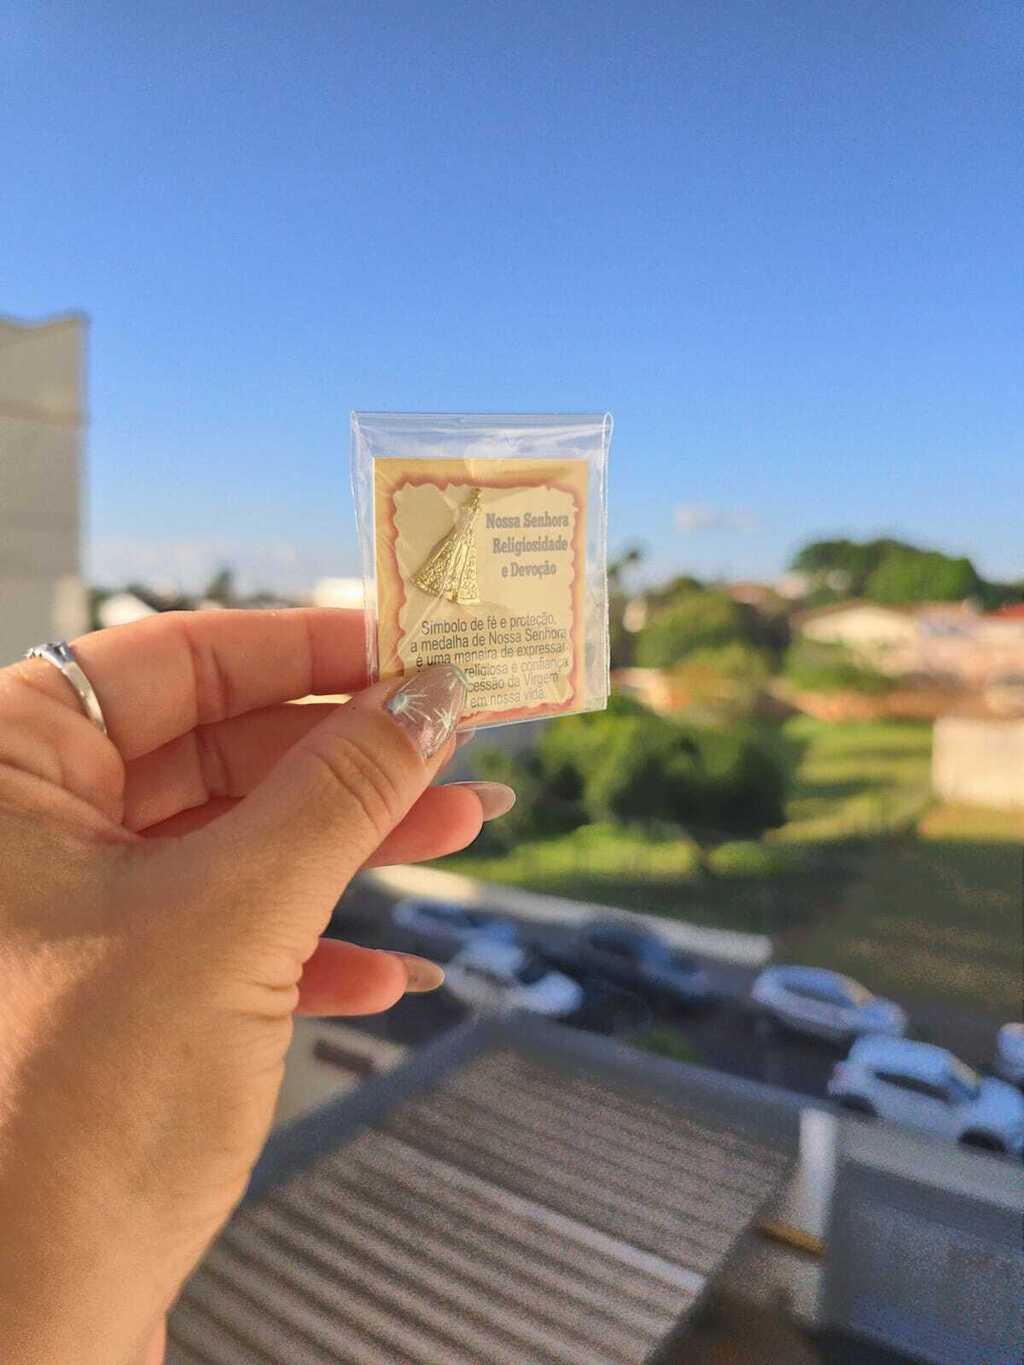 Nossa Senhora
Religiosidade
e Devoção
Símbolo de fé e proteção,
a medalha de Nossa Senhora
é uma maneira de expressar
religiosa e confiança
cessão da Virgem
em nossa vida.